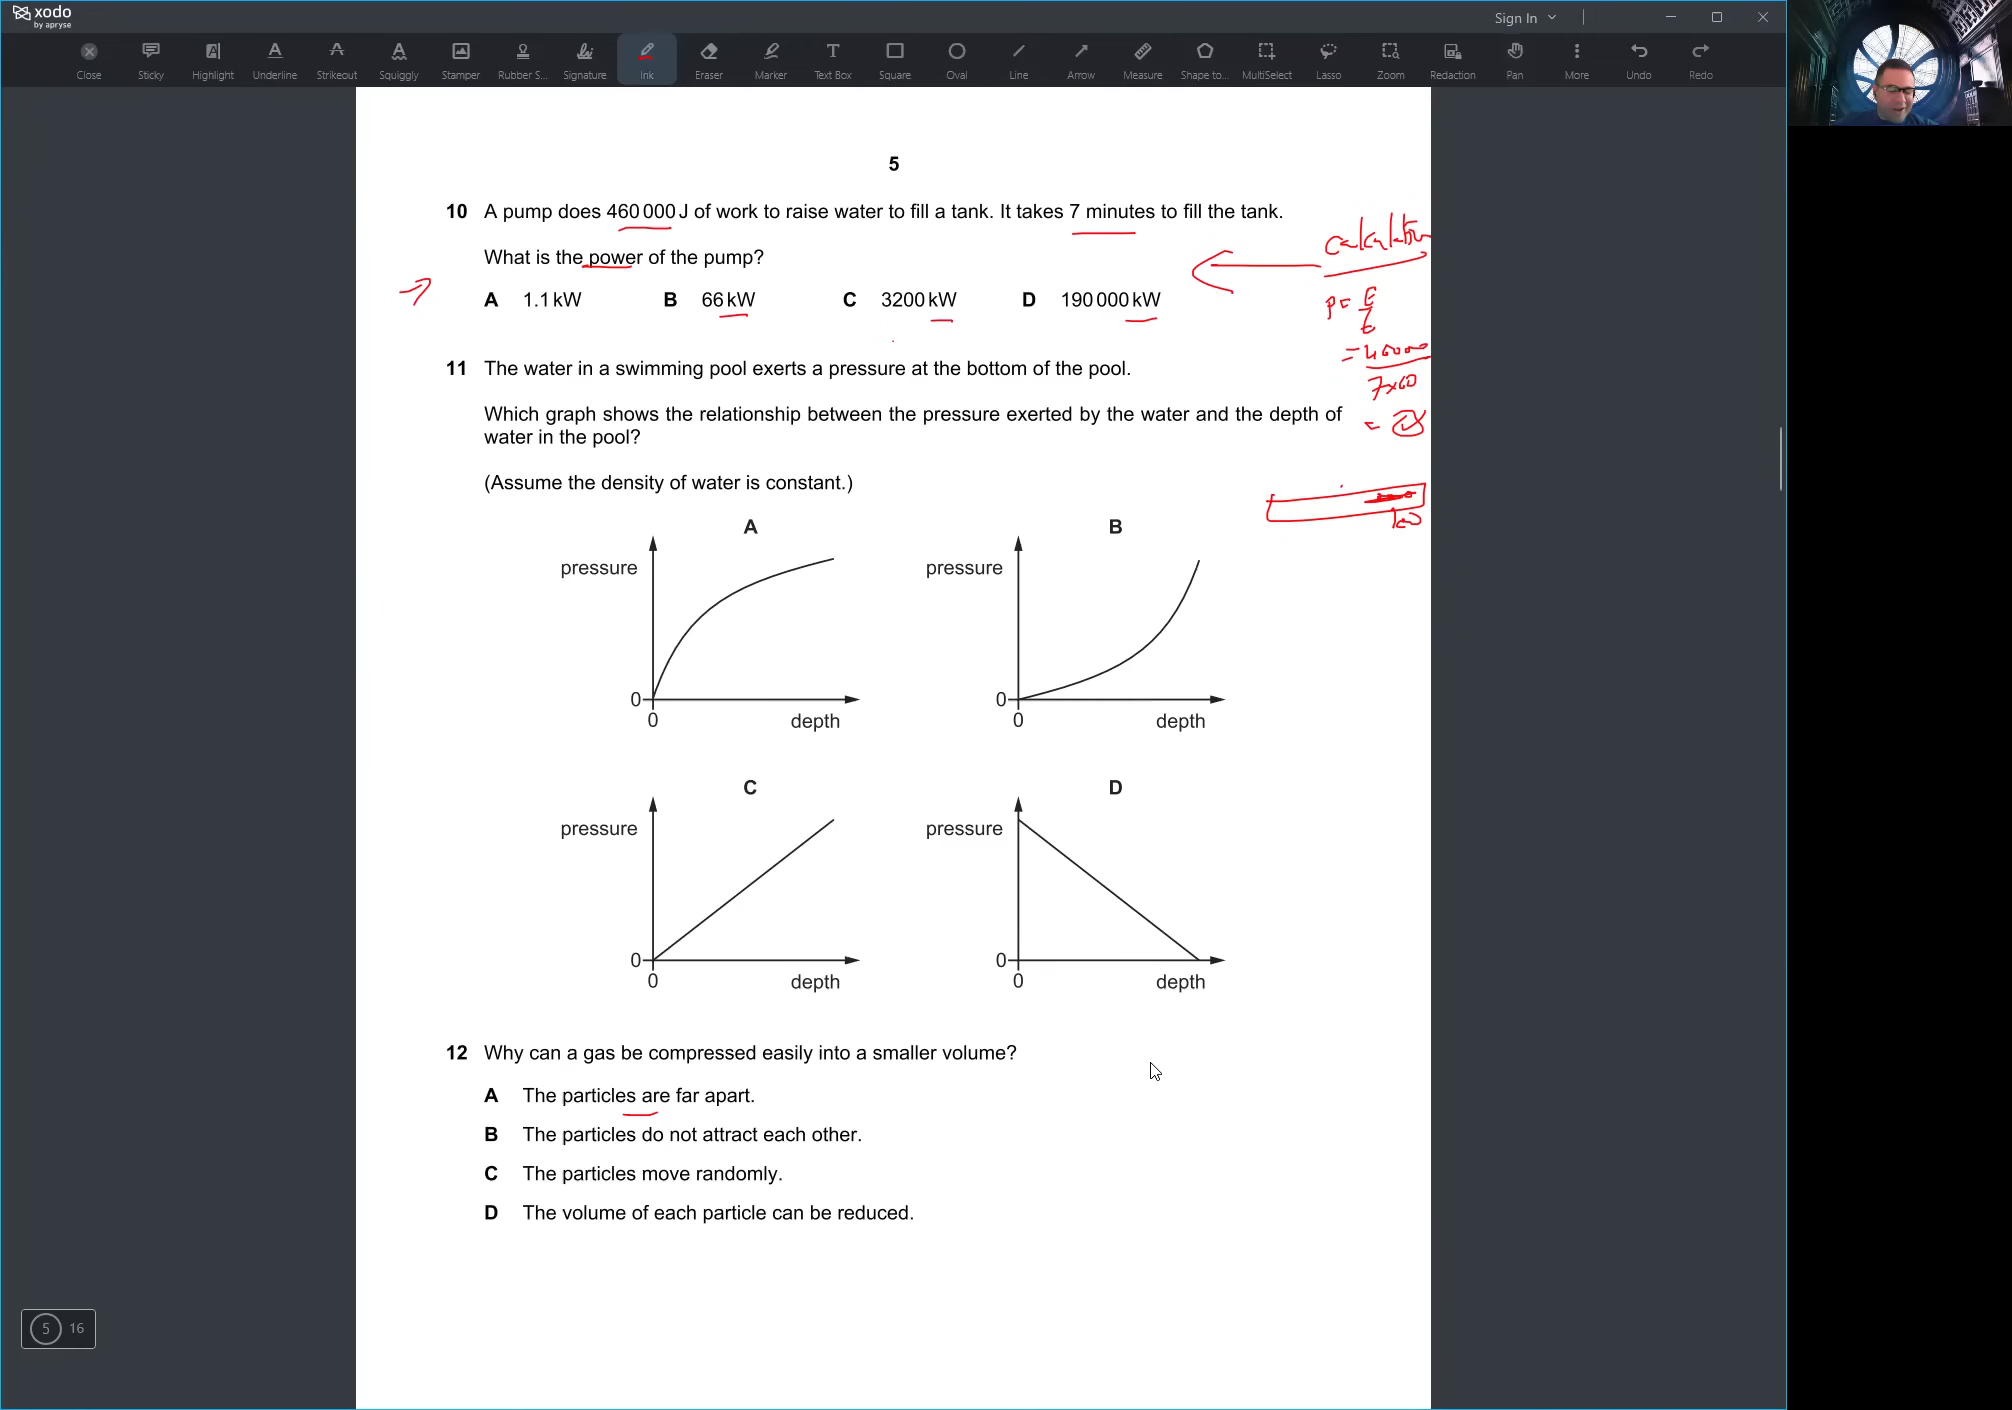 xodo
by apryse
Sign In
Close Sticky Highlight Underline Strikeout Squiggly Stamper Rubber S... Signature Ink Eraser Marker Text Box Square Oval Line Arrow Measure Shape to... MultiSelect Lasso Zoom Redaction Pan More Undo Redo
5
10 A pump does 460 000 J of work to raise water to fill a tank. It takes 7 minutes to fill the tank.
What is the power of the pump?
A 1.1 kW B 66 kW C 3200 kW D 190 000 kW
P = E
t
7 × 60
=
11 The water in a swimming pool exerts a pressure at the bottom of the pool.
Which graph shows the relationship between the pressure exerted by the water and the depth of
water in the pool?
(Assume the density of water is constant.)
A
pressure
0
0
depth
B
pressure
0
0
depth
C
pressure
0
0
depth
D
pressure
0
0
depth
12 Why can a gas be compressed easily into a smaller volume?
A The particles are far apart.
B The particles do not attract each other.
C The particles move randomly.
D The volume of each particle can be reduced.
5 16